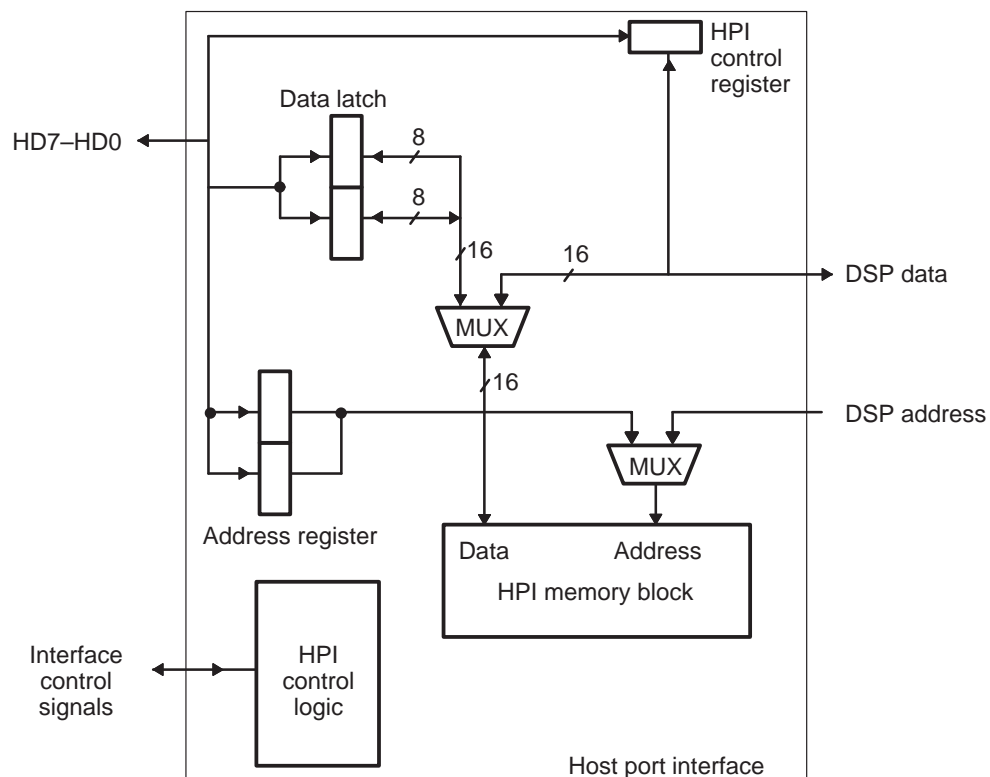 HPI
control
register
Data latch
HD7–HD0
8
8
16
16
DSP data
MUX
16
DSP address
MUX
Address register
Data
Address
HPI memory block
Interface
control
signals
HPI
control
logic
Host port interface